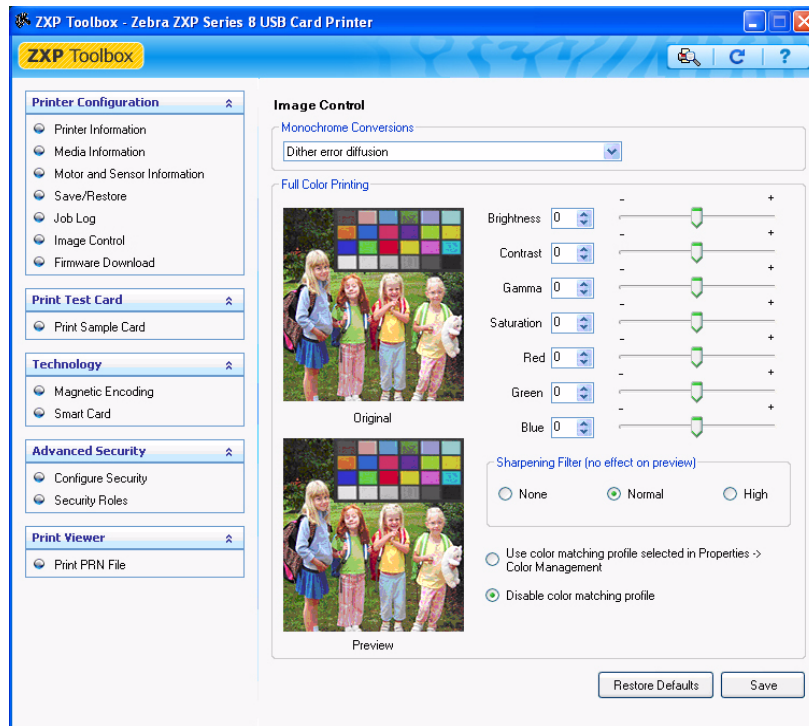 ZXP Toolbox - Zebra ZXP Series 8 USB Card Printer
ZXP Toolbox
?
Printer Configuration
Printer Information
Media Information
Motor and Sensor Information
Save/Restore
Job Log
Image Control
Firmware Download
Print Test Card
Print Sample Card
Technology
Magnetic Encoding
Smart Card
Advanced Security
Configure Security
Security Roles
Print Viewer
Print PRN File
Image Control
Monochrome Conversions
Dither error diffusion
Full Color Printing
Original
Preview
- +
Brightness 0
- +
Contrast 0
- +
Gamma 0
- +
Saturation 0
- +
Red 0
- +
Green 0
- +
Blue 0
Sharpening Filter (no effect on preview)
None Normal High
Use color matching profile selected in Properties ->
Color Management
Disable color matching profile
Restore Defaults Save